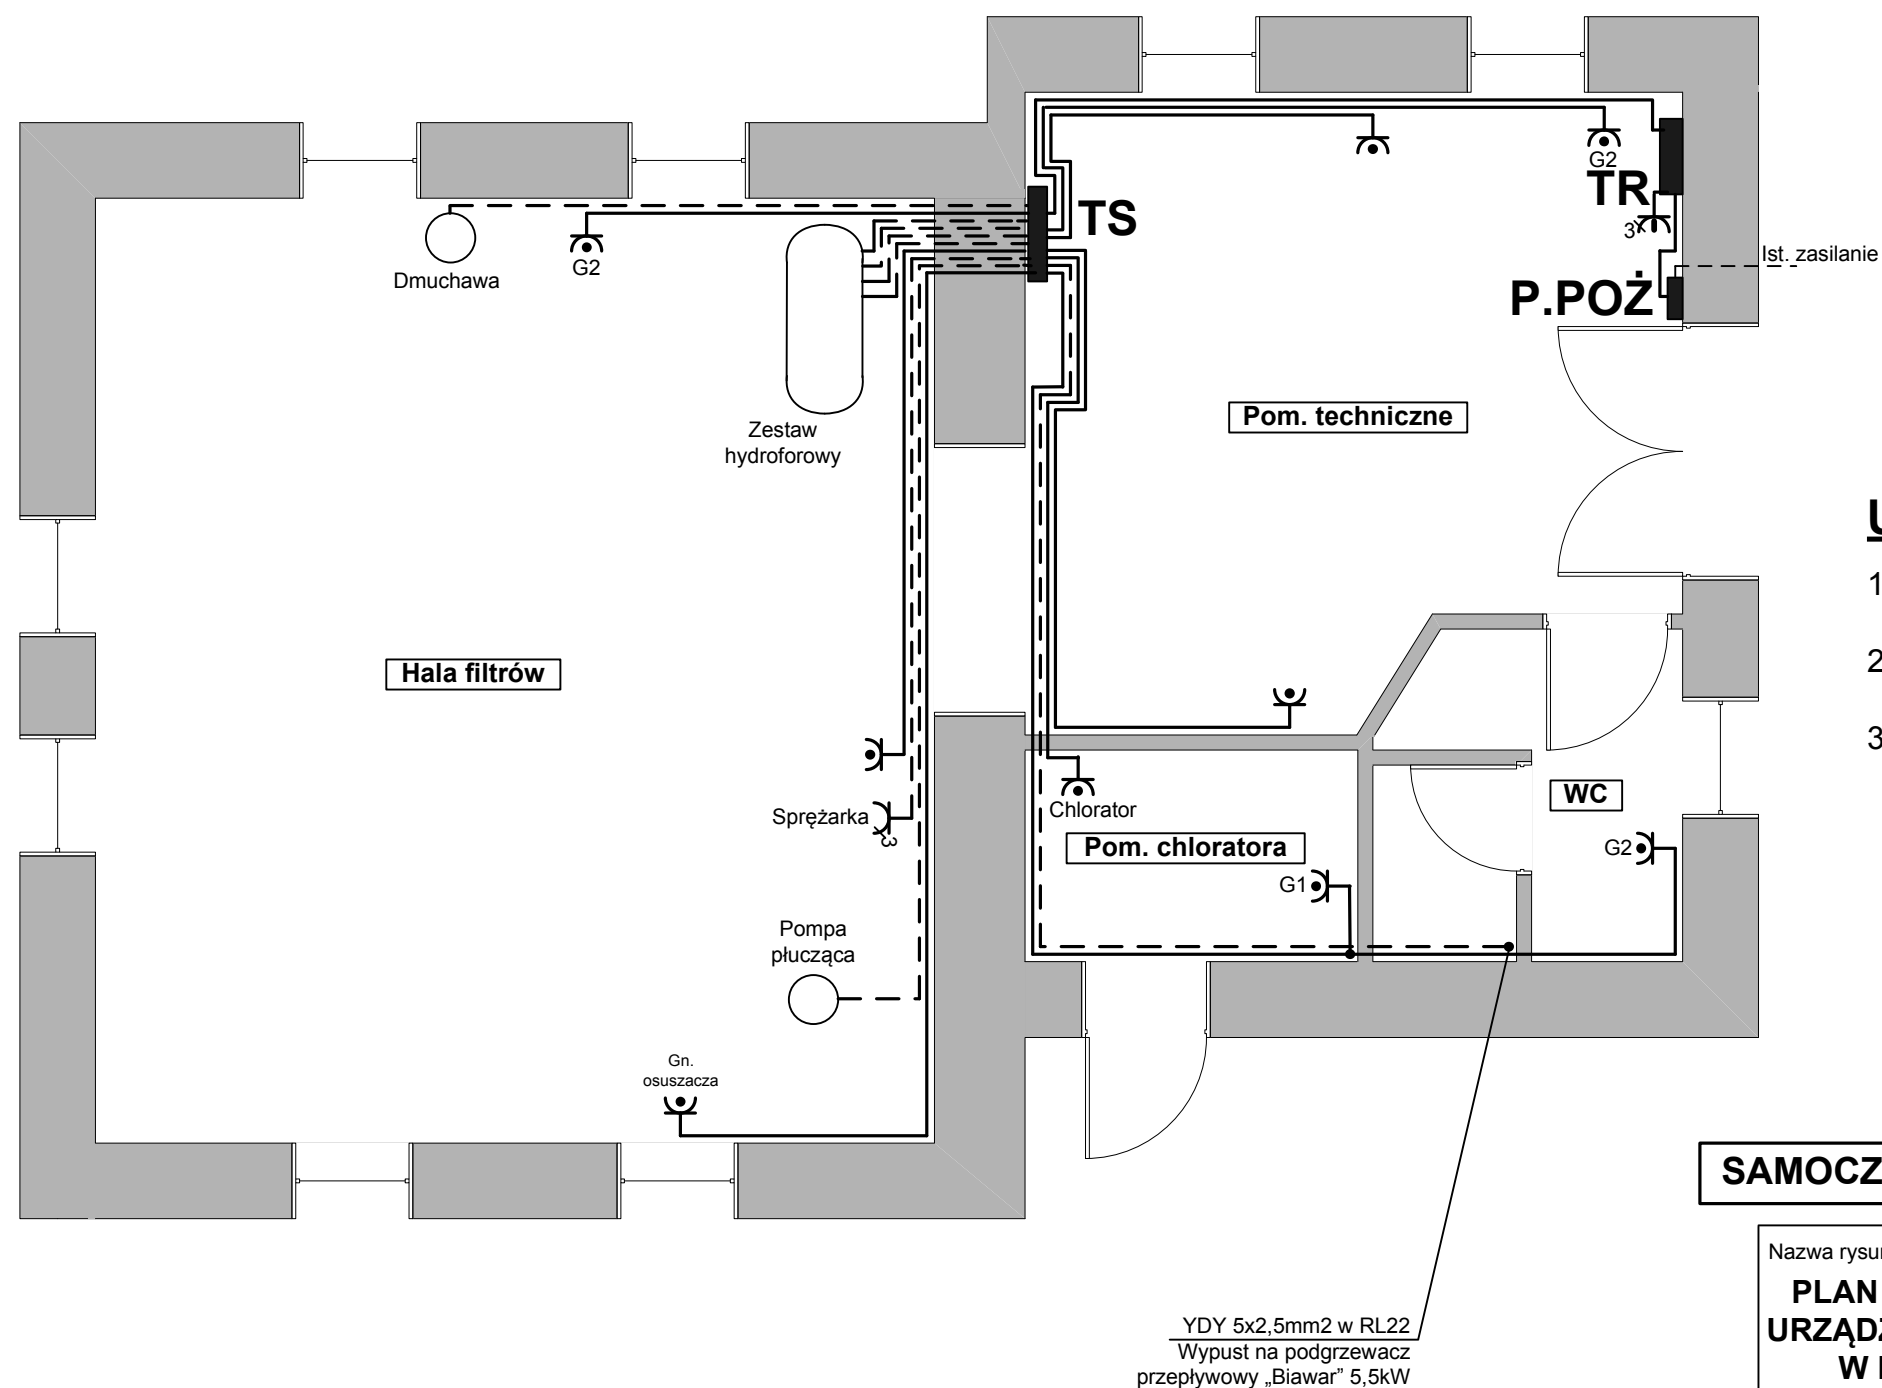 G2
TR
3
TS
Dmuchawa
G2
Ist. zasilanie
P.POŻ
Zestaw
hydroforowy
Pom. techniczne
U
1
2
3
Hala filtrów
WC
Sprężarka
3
Chlorator
Pom. chloratora
G2
G1
Pompa
płucząca
Gn.
osuszacza
SAMOCZ
Nazwa rysu
PLAN
URZĄDZ
W
YDY 5x2,5mm2 w RL22
Wypust na podgrzewacz
przepływowy „Biawar” 5,5kW